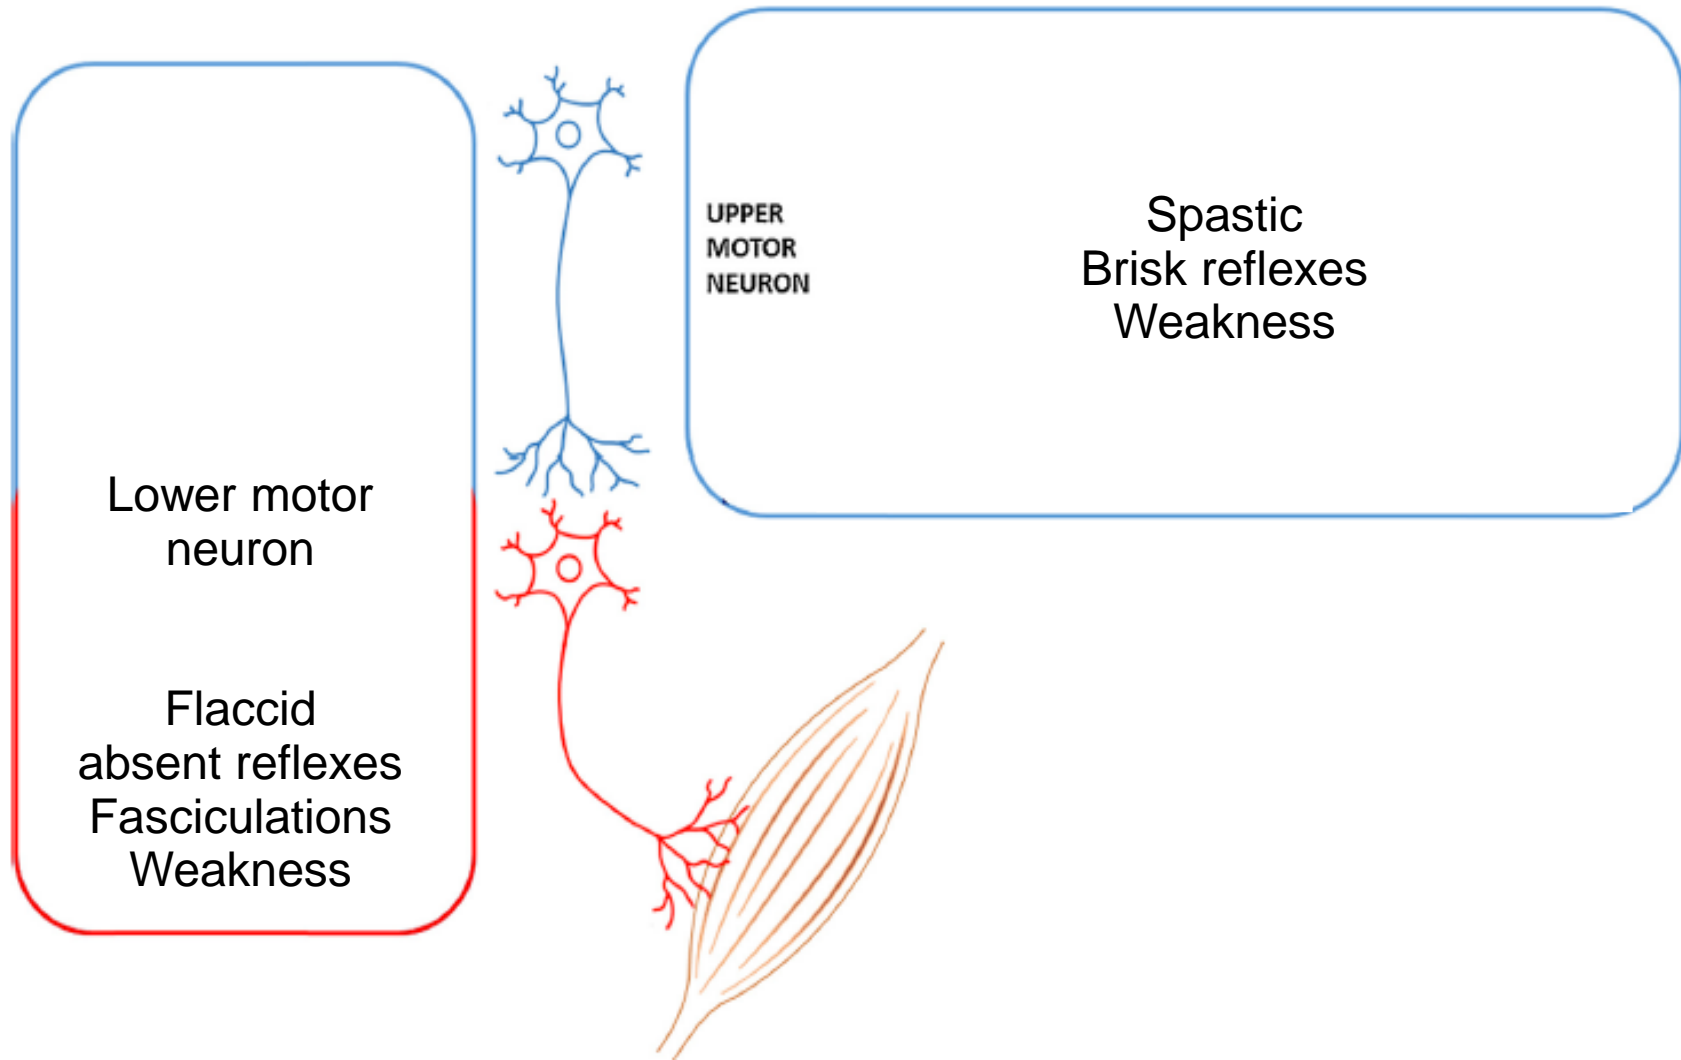 UPPER
MOTOR
NEURON
Spastic
Brisk reflexes
Weakness
Lower motor
neuron
Flaccid
absent reflexes
Fasciculations
Weakness